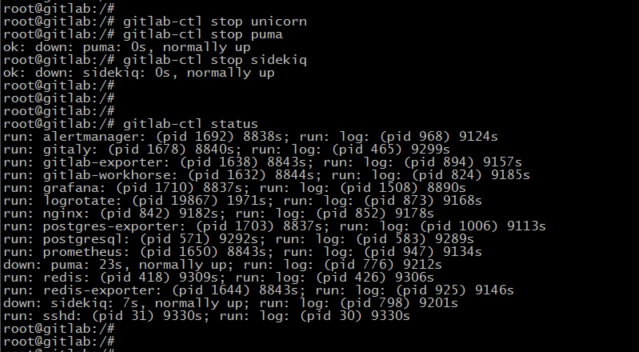 root@gitlab:/#
root@gitlab:/# gitlab-ctl stop unicorn
root@gitlab:/# gitlab-ctl stop puma
ok: down: puma: 0s, normally up
root@gitlab:/# gitlab-ctl stop sidekiq
ok: down: sidekiq: 0s, normally up
root@gitlab:/#
root@gitlab:/#
root@gitlab:/#
root@gitlab:/# gitlab-ctl status
run: alertmanager: (pid 1692) 8838s; run: log: (pid 968) 9124s
run: gitaly: (pid 1678) 8840s; run: log: (pid 465) 9299s
run: gitlab-exporter: (pid 1638) 8843s; run: log: (pid 894) 9157s
run: gitlab-workhorse: (pid 1632) 8844s; run: log: (pid 824) 9185s
run: grafana: (pid 1710) 8837s; run: log: (pid 1508) 8890s
run: logrotate: (pid 19867) 1971s; run: log: (pid 873) 9168s
run: nginx: (pid 842) 9182s; run: log: (pid 852) 9178s
run: postgres-exporter: (pid 1703) 8837s; run: log: (pid 1006) 9113s
run: postgresql: (pid 571) 9292s; run: log: (pid 583) 9289s
run: prometheus: (pid 1650) 8843s; run: log: (pid 947) 9134s
down: puma: 23s, normally up; run: log: (pid 776) 9212s
run: redis: (pid 418) 9309s; run: log: (pid 426) 9306s
run: redis-exporter: (pid 1644) 8843s; run: log: (pid 925) 9146s
down: sidekiq: 7s, normally up; run: log: (pid 798) 9201s
run: sshd: (pid 31) 9330s; run: log: (pid 30) 9330s
root@gitlab:/#
root@gitlab:/#